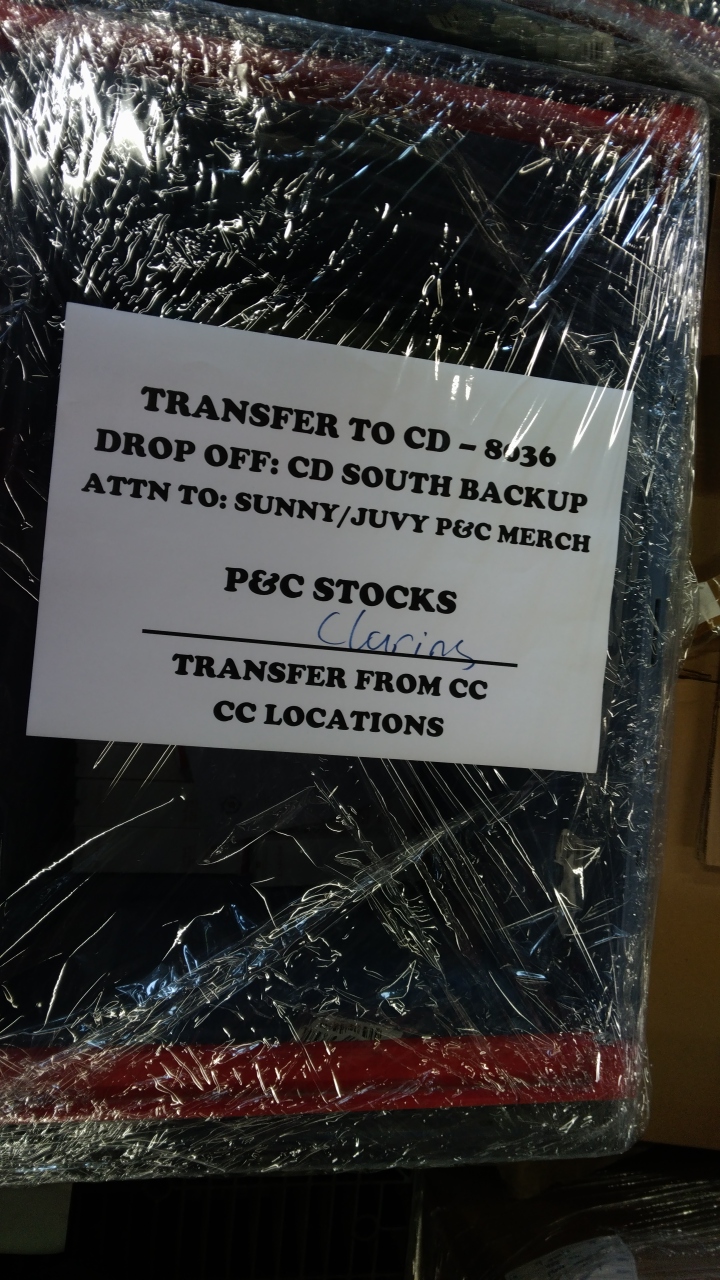 TRANSFER TO CD – 8036
DROP OFF: CD SOUTH BACKUP
ATTN TO: SUNNY/JUVY P&C MERCH
P&C STOCKS
Clarins
TRANSFER FROM CC
CC LOCATIONS